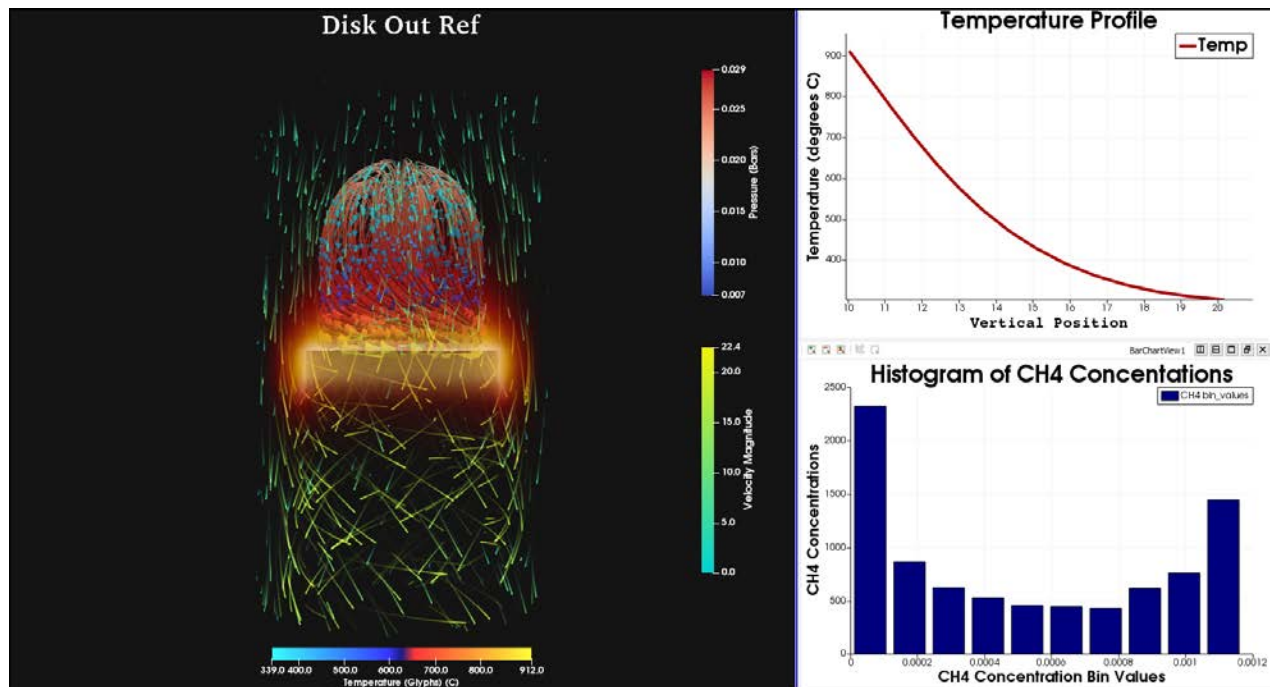 Disk Out Ref
0.029
0.025
0.020
0.015
0.010
0.007
Pressure (Bars)
22.4
20.0
15.0
10.0
5.0
0.0
Velocity Magnitude
339.0 400.0 500.0 600.0 700.0 800.0 912.0
Temperature (Glyphs) (C)
Temperature Profile
Temp
Temperature (degrees C)
900
800
700
600
500
400
10 11 12 13 14 15 16 17 18 19 20
Vertical Position
BarChartView1
Histogram of CH4 Concentations
CH4 bin_values
CH4 Concentrations
2500
2000
1500
1000
500
0
0 0.0002 0.0004 0.0006 0.0008 0.001 0.0012
CH4 Concentration Bin Values